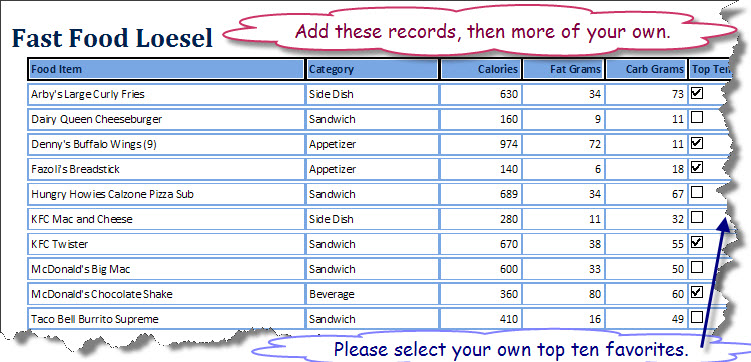 Add these records, then more of your own.
Fast Food Loesel
Food Item Category Calories Fat Grams Carb Grams Top Ten
Arby's Large Curly Fries Side Dish 630 34 73
Dairy Queen Cheeseburger Sandwich 160 9 11
Denny's Buffalo Wings (9) Appetizer 974 72 11
Fazoli's Breadstick Appetizer 140 6 18
Hungry Howies Calzone Pizza Sub Sandwich 689 34 67
KFC Mac and Cheese Side Dish 280 11 32
KFC Twister Sandwich 670 38 55
McDonald's Big Mac Sandwich 600 33 50
McDonald's Chocolate Shake Beverage 360 80 60
Taco Bell Burrito Supreme Sandwich 410 16 49
Please select your own top ten favorites.